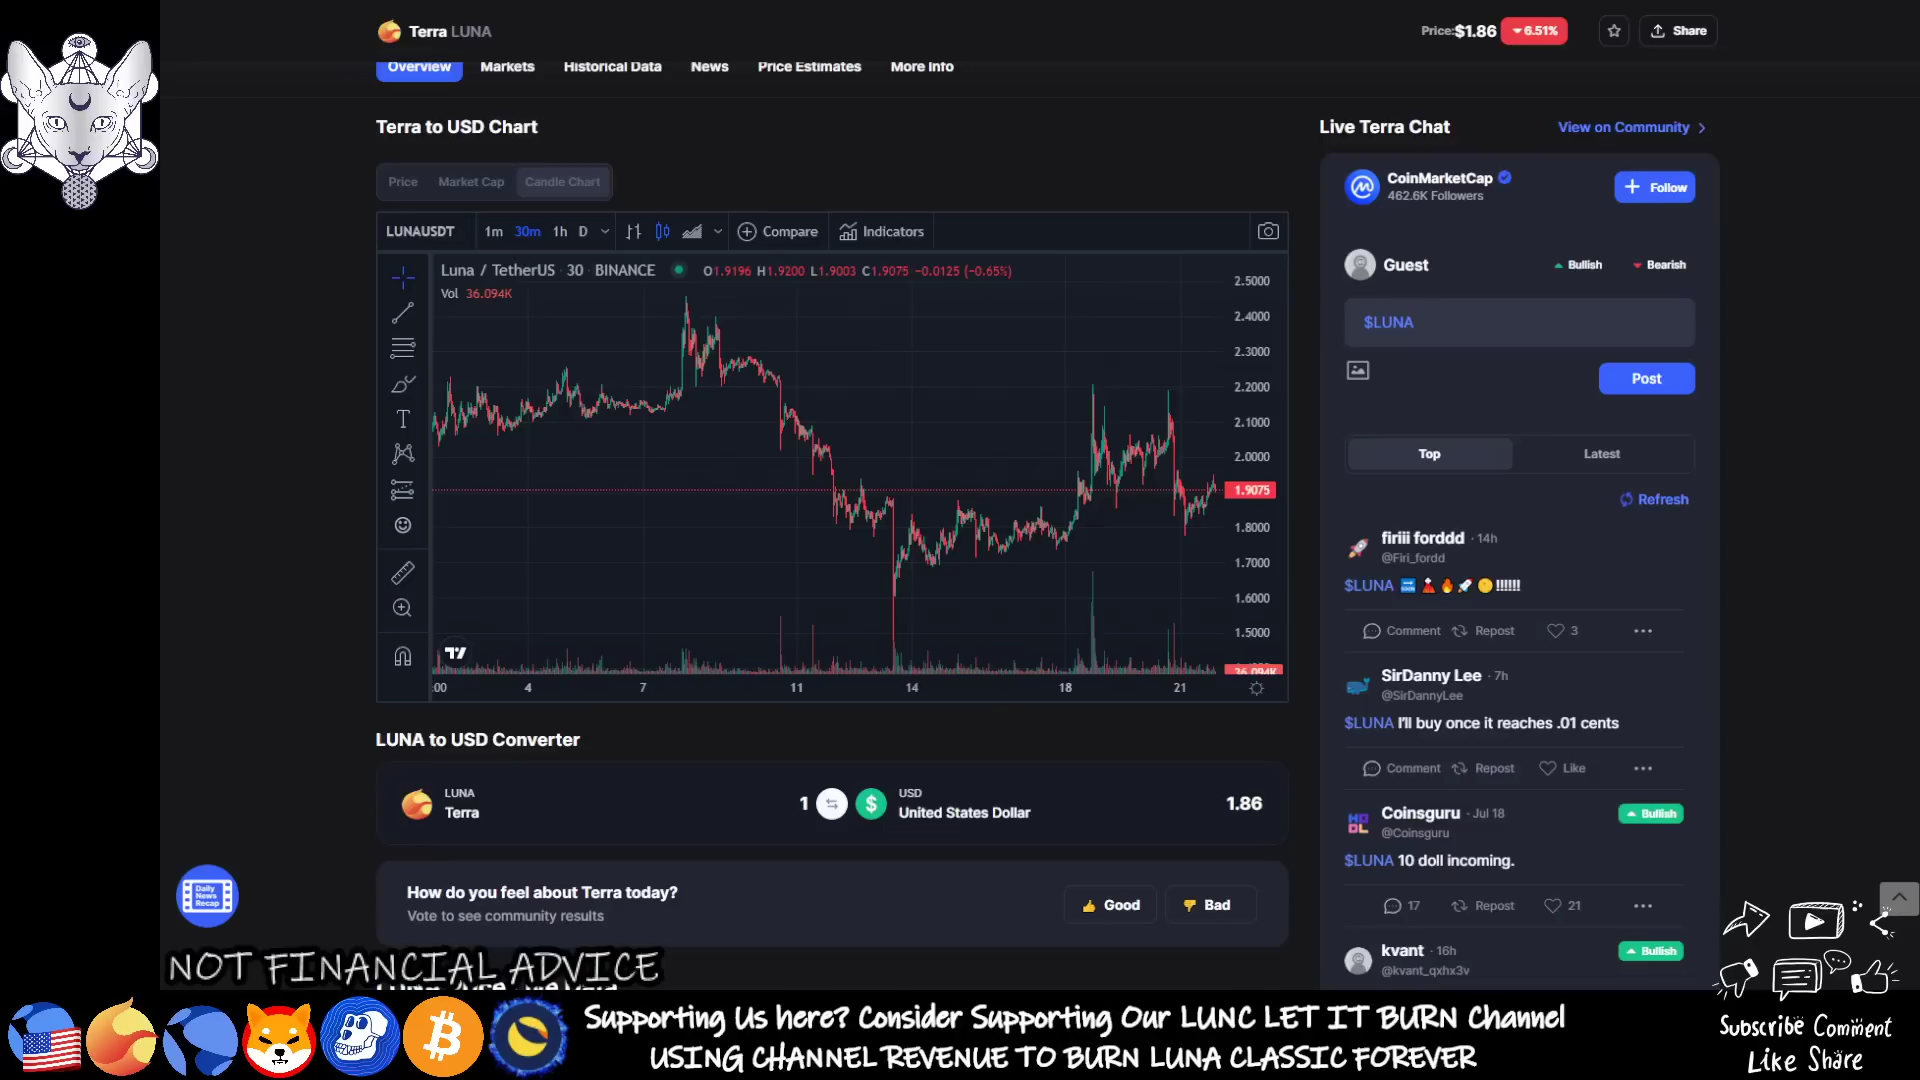 Terra LUNA
Price:$1.86 6.51%
Share
Overview Markets Historical Data News Price Estimates More Info
Terra to USD Chart
Price Market Cap Candle Chart
LUNAUSDT 1m 30m 1h D Compare Indicators
Luna / TetherUS · 30 · BINANCE O1.9196 H1.9200 L1.9003 C1.9075 −0.0125 (−0.65%)
Vol 36.094K
2.5000
2.4000
2.3000
2.2000
2.1000
2.0000
1.9075
1.8000
1.7000
1.6000
1.5000
36.094K
:00 4 7 11 14 18 21
LUNA to USD Converter
LUNA
Terra
1
USD
United States Dollar
1.86
How do you feel about Terra today?
Vote to see community results
Good Bad
Live Terra Chat View on Community
CoinMarketCap
462.6K Followers
Follow
Guest Bullish Bearish
$LUNA
Post
Top Latest
Refresh
firiii forddd · 14h
@Firi_fordd
$LUNA 🔜🌋🔥🚀🌕!!!!!!
Comment Repost 3
SirDanny Lee · 7h
@SirDannyLee
$LUNA I'll buy once it reaches .01 cents
Comment Repost Like
Coinsguru · Jul 18 Bullish
@Coinsguru
$LUNA 10 doll incoming.
17 Repost 21
kvant · 16h Bullish
@kvant_qxhx3v
Daily
News
Recap
NOT FINANCIAL ADVICE
Supporting Us here? Consider Supporting Our LUNC LET IT BURN Channel
USING CHANNEL REVENUE TO BURN LUNA CLASSIC FOREVER
Subscribe Comment
Like Share